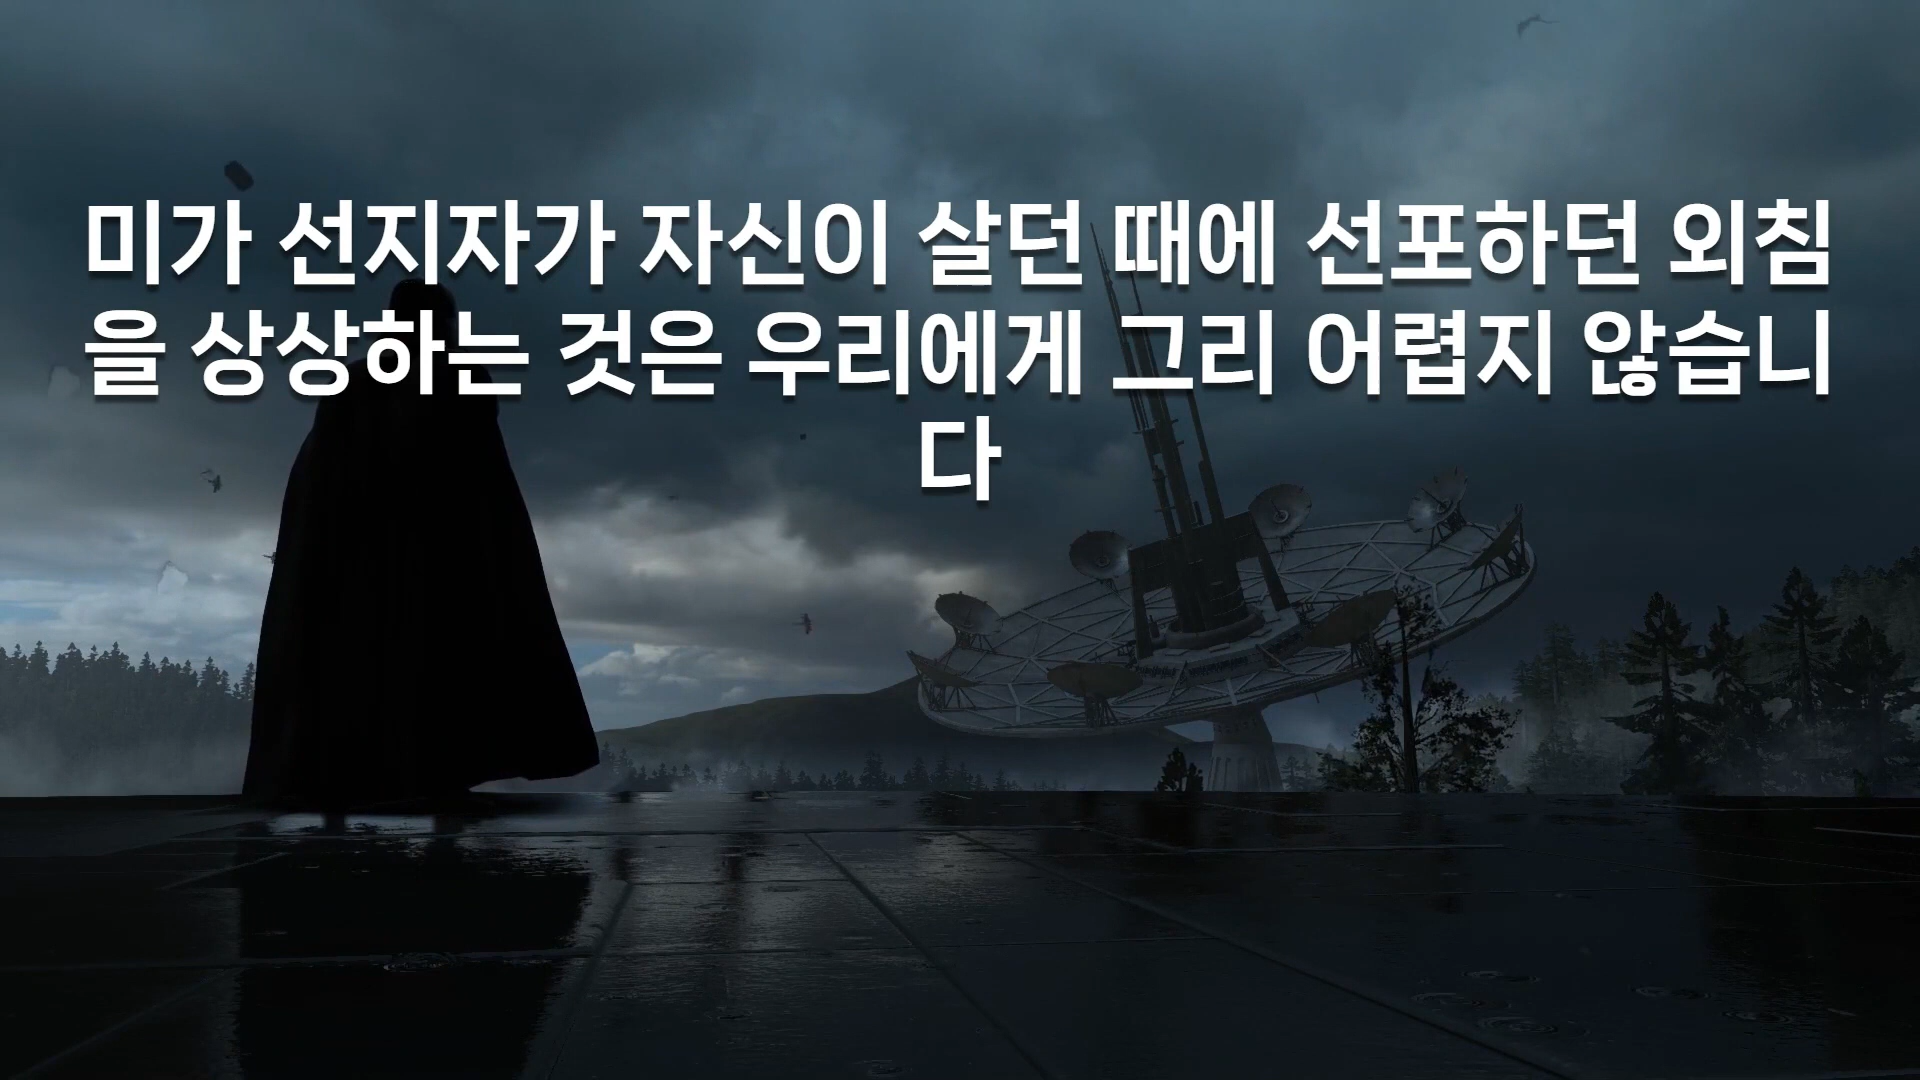 미가 선지자가 자신이 살던 때에 선포하던 외침
을 상상하는 것은 우리에게 그리 어렵지 않습니
다